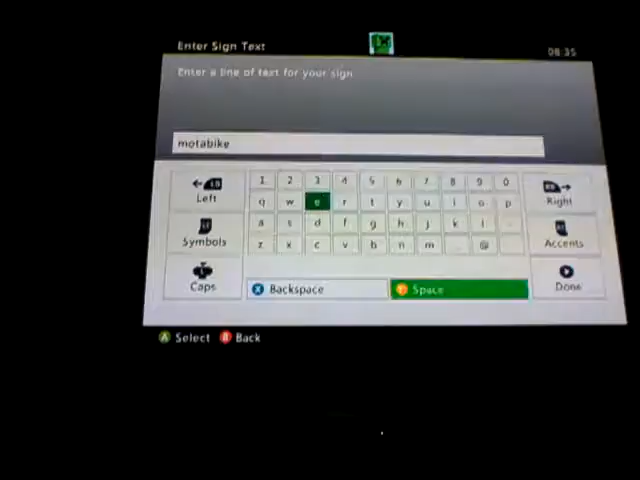 Enter Sign Text
08:35
Enter a line of text for your sign
motabike
Left
1 2 3 4 5 6 7 8 9 0
Right
q w e r t y u i o p
Symbols
a s d f g h j k l
Accents
z x c v b n m . @
Caps
X Backspace
Y Space
Done
A Select B Back